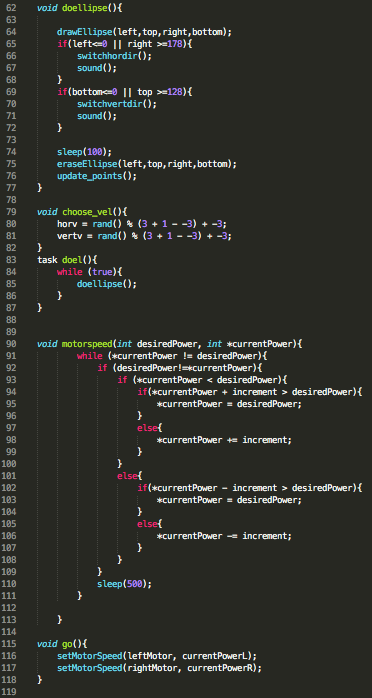 62 void doellipse(){
63
64 drawEllipse(left,top,right,bottom);
65 if(left<=0 || right >=178){
66 switchhordir();
67 sound();
68 }
69 if(bottom<=0 || top >=128){
70 switchvertdir();
71 sound();
72 }
73
74 sleep(100);
75 eraseEllipse(left,top,right,bottom);
76 update_points();
77 }
78
79 void choose_vel(){
80 horv = rand() % (3 + 1 - -3) + -3;
81 vertv = rand() % (3 + 1 - -3) + -3;
82 }
83 task doel(){
84 while (true){
85 doellipse();
86 }
87 }
88
89
90 void motorspeed(int desiredPower, int *currentPower){
91 while (*currentPower != desiredPower){
92 if (desiredPower!=*currentPower){
93 if (*currentPower < desiredPower){
94 if(*currentPower + increment > desiredPower){
95 *currentPower = desiredPower;
96 }
97 else{
98 *currentPower += increment;
99 }
100 }
101 else{
102 if(*currentPower - increment > desiredPower){
103 *currentPower = desiredPower;
104 }
105 else{
106 *currentPower -= increment;
107 }
108 }
109 }
110 sleep(500);
111 }
112
113 }
114
115 void go(){
116 setMotorSpeed(leftMotor, currentPowerL);
117 setMotorSpeed(rightMotor, currentPowerR);
118 }
119